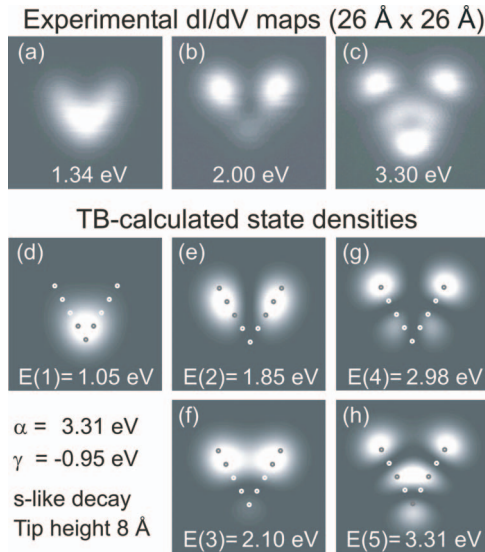 Experimental dI/dV maps (26 Å x 26 Å)
(a) (b) (c)
1.34 eV 2.00 eV 3.30 eV
TB-calculated state densities
(d) (e) (g)
E(1)= 1.05 eV E(2)= 1.85 eV E(4)= 2.98 eV
(f) (h)
α = 3.31 eV
γ = -0.95 eV
s-like decay
Tip height 8 Å
E(3)= 2.10 eV E(5)= 3.31 eV